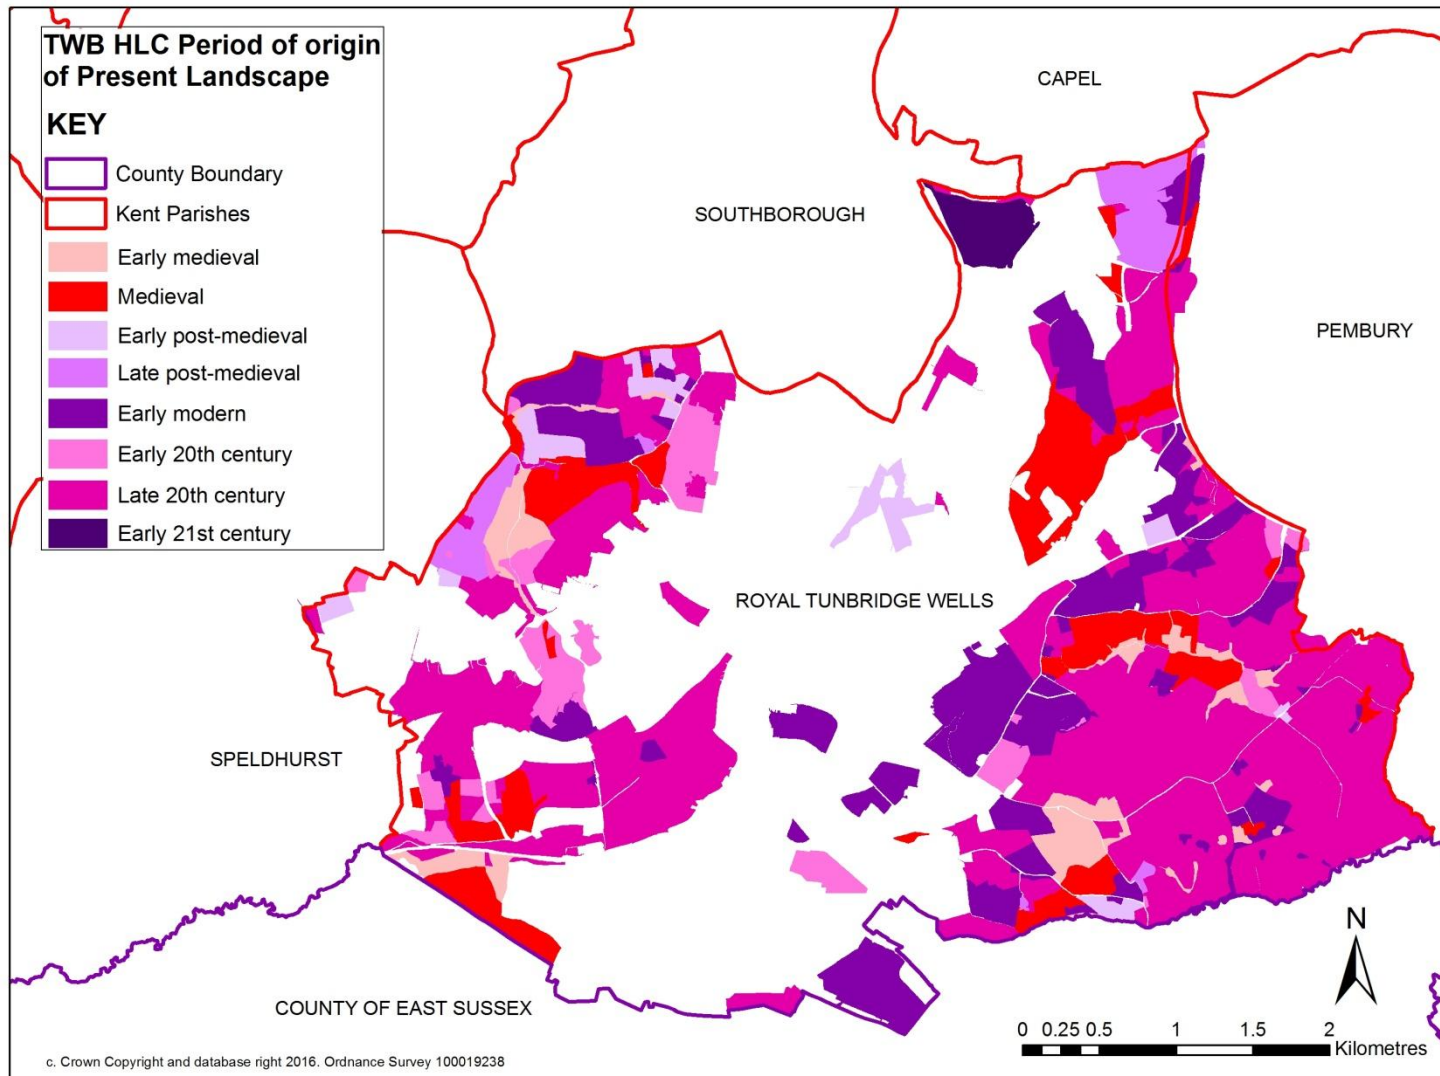 TWB HLC Period of origin
of Present Landscape
KEY
County Boundary
Kent Parishes
Early medieval
Medieval
Early post-medieval
Late post-medieval
Early modern
Early 20th century
Late 20th century
Early 21st century
CAPEL
SOUTHBOROUGH
PEMBURY
ROYAL TUNBRIDGE WELLS
SPELDHURST
COUNTY OF EAST SUSSEX
N
0 0.25 0.5 1 1.5 2
Kilometres
c. Crown Copyright and database right 2016. Ordnance Survey 100019238